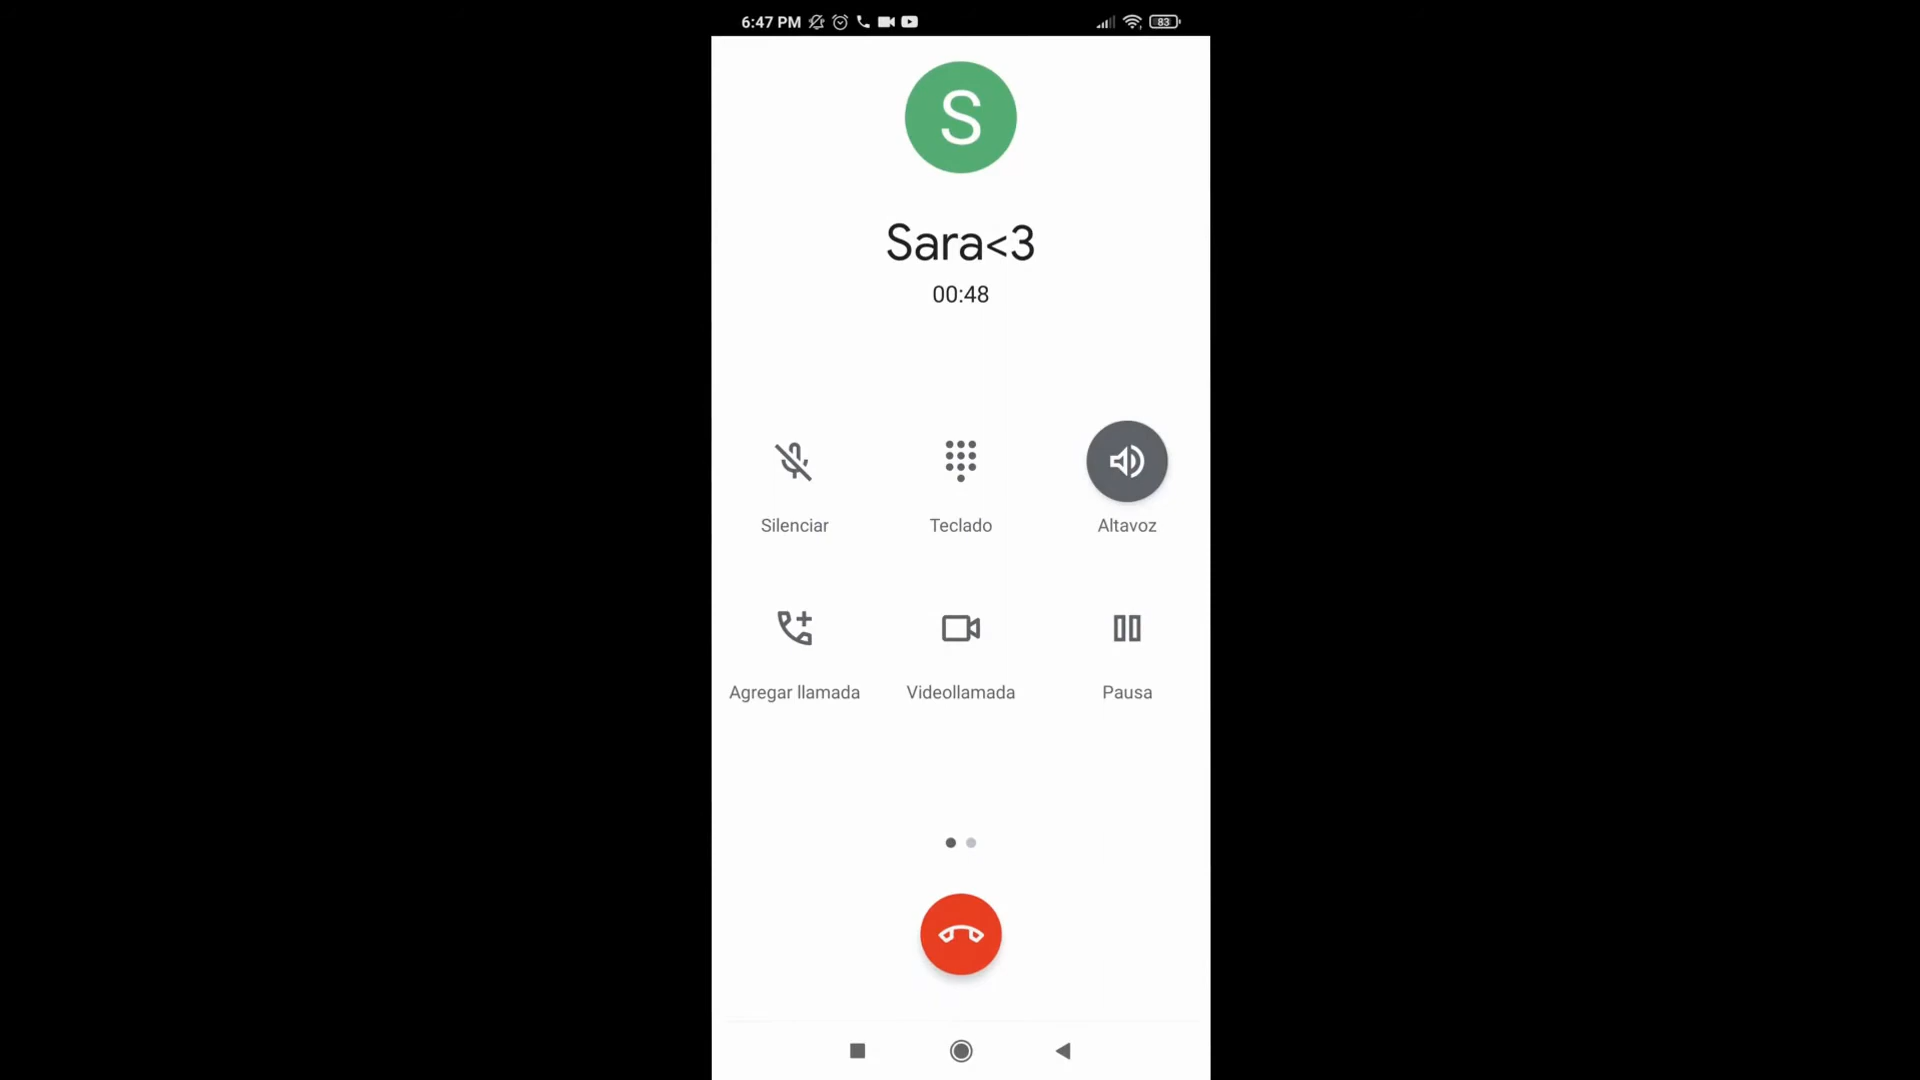 6:47 PM
83
S
Sara<3
00:48
Silenciar
Teclado
Altavoz
Agregar llamada
Videollamada
Pausa